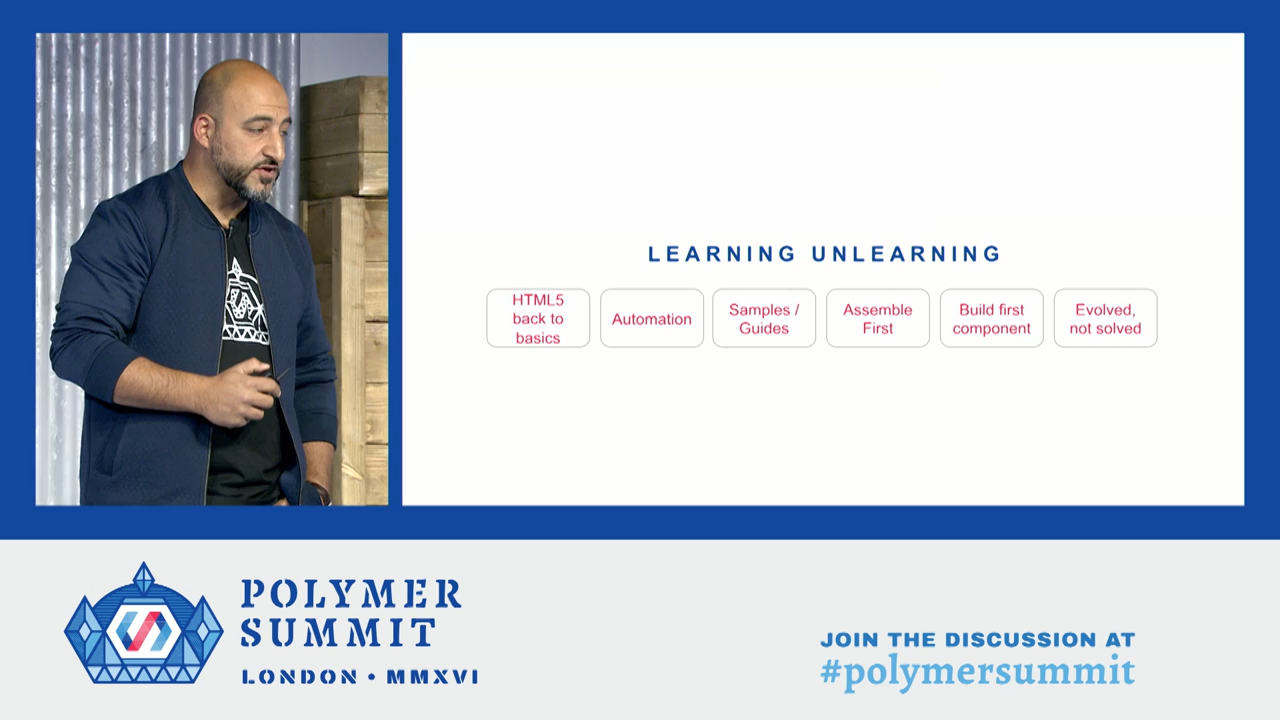 LEARNING UNLEARNING
HTML5
back to
basics
Automation
Samples /
Guides
Assemble
First
Build first
component
Evolved,
not solved
POLYMER
SUMMIT
LONDON • MMXVI
JOIN THE DISCUSSION AT
#polymersummit